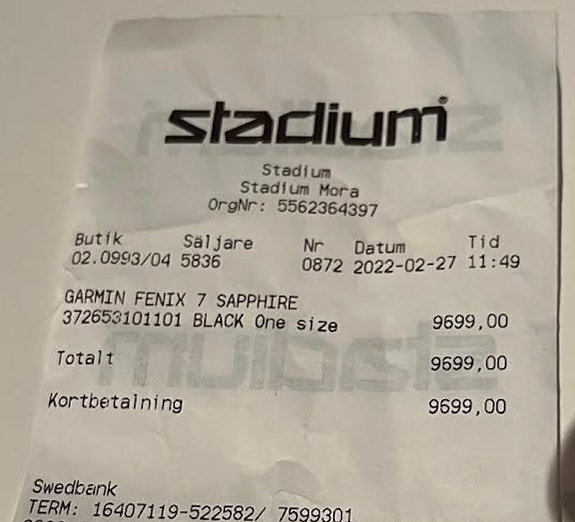 stadium
Stadium
Stadium Mora
OrgNr: 5562364397
Butik Säljare Nr Datum Tid
02.0993/04 5836 0872 2022-02-27 11:49
GARMIN FENIX 7 SAPPHIRE
372653101101 BLACK One size 9699,00
Totalt 9699,00
Kortbetalning 9699,00
Swedbank
TERM: 16407119-522582/ 7599301